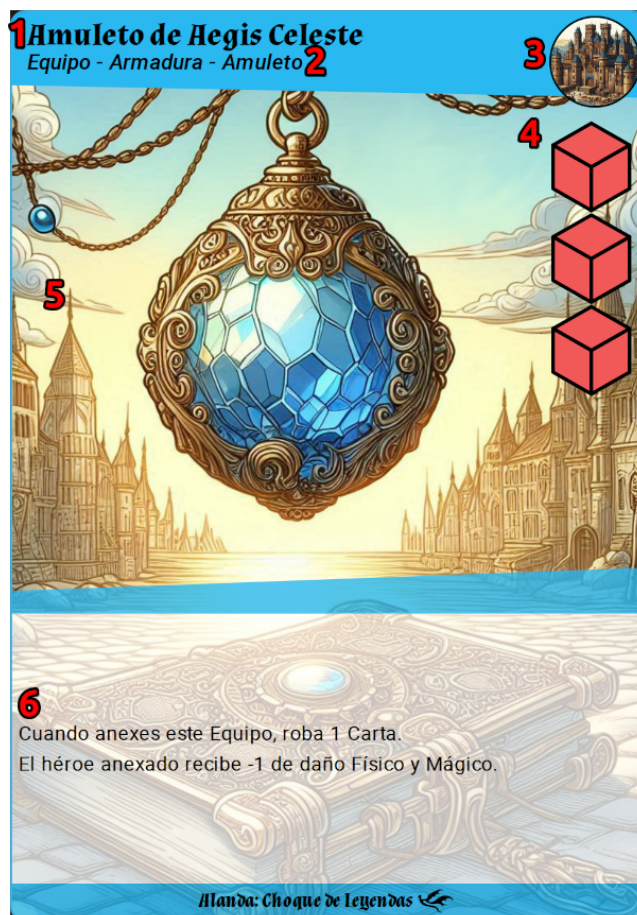 1 Amuleto de Aegis Celeste
Equipo - Armadura - Amuleto 2
3
4
5
6
Cuando anexes este Equipo, roba 1 Carta.
El héroe anexado recibe -1 de daño Físico y Mágico.
Alanda: Choque de Leyendas